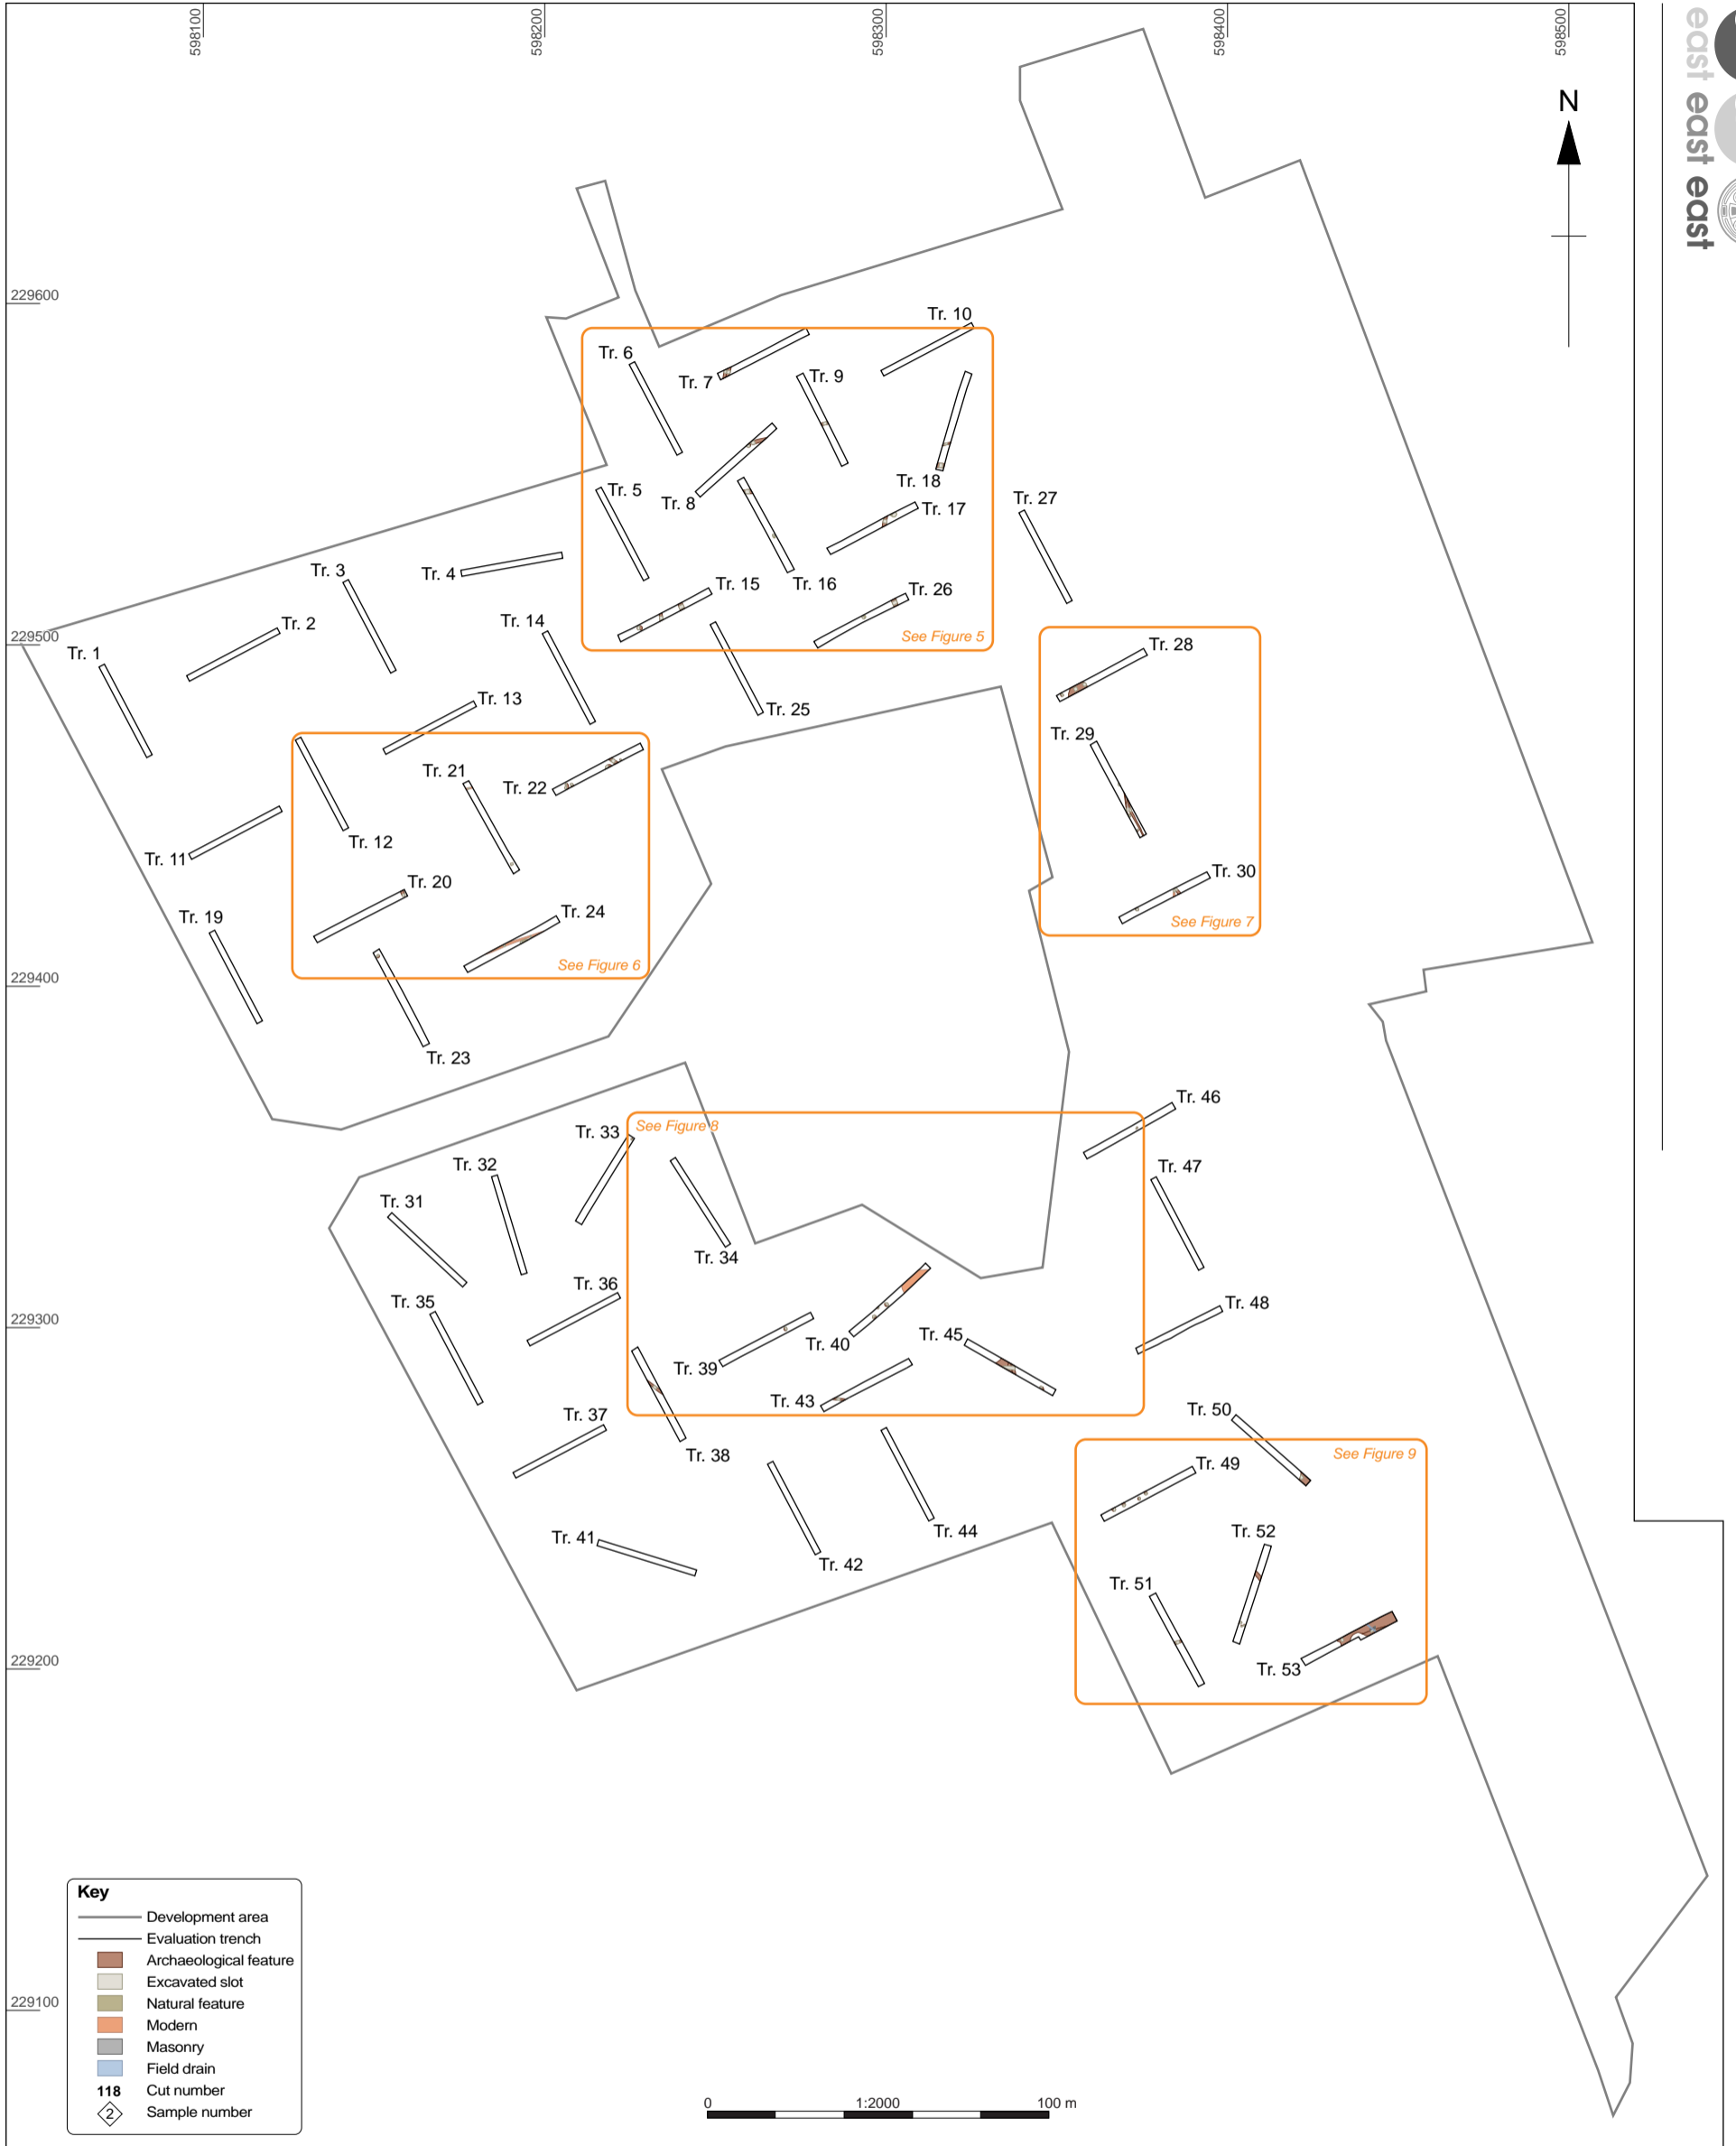 598100
598200
598300
598400
598500
east east east
N
229600
229500
229400
229300
229200
229100
Tr. 10
Tr. 6
Tr. 7
Tr. 9
Tr. 18
Tr. 8
Tr. 5
Tr. 17
Tr. 27
Tr. 4
Tr. 3
Tr. 15
Tr. 16
Tr. 26
Tr. 14
Tr. 2
See Figure 5
Tr. 1
Tr. 28
Tr. 13
Tr. 25
Tr. 29
Tr. 21
Tr. 22
Tr. 12
Tr. 11
Tr. 30
Tr. 20
Tr. 24
Tr. 19
See Figure 7
See Figure 6
Tr. 23
Tr. 46
See Figure 8
Tr. 33
Tr. 32
Tr. 47
Tr. 31
Tr. 34
Tr. 36
Tr. 35
Tr. 48
Tr. 40
Tr. 45
Tr. 39
Tr. 43
Tr. 50
Tr. 37
Tr. 38
See Figure 9
Tr. 49
Tr. 44
Tr. 52
Tr. 41
Tr. 42
Tr. 51
Tr. 53
Key
Development area
Evaluation trench
Archaeological feature
Excavated slot
Natural feature
Modern
Masonry
Field drain
118 Cut number
2 Sample number
0 1:2000 100 m